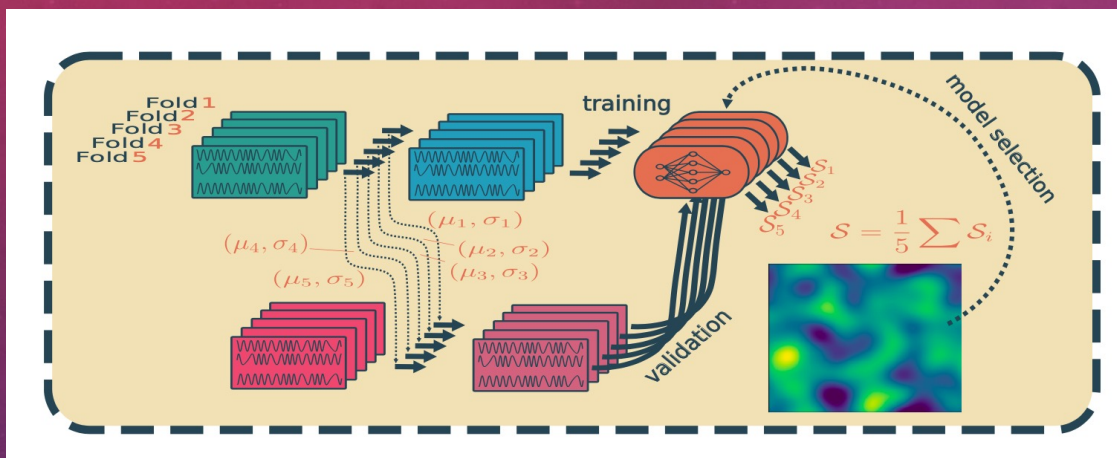 Fold 1
Fold 2
Fold 3
Fold 4
Fold 5
training
model selection
(μ₁, σ₁)
(μ₄, σ₄)
(μ₂, σ₂)
(μ₃, σ₃)
(μ₅, σ₅)
S₁
S₂
S₃
S₄
S₅
S = 1/5 ∑ Sᵢ
validation